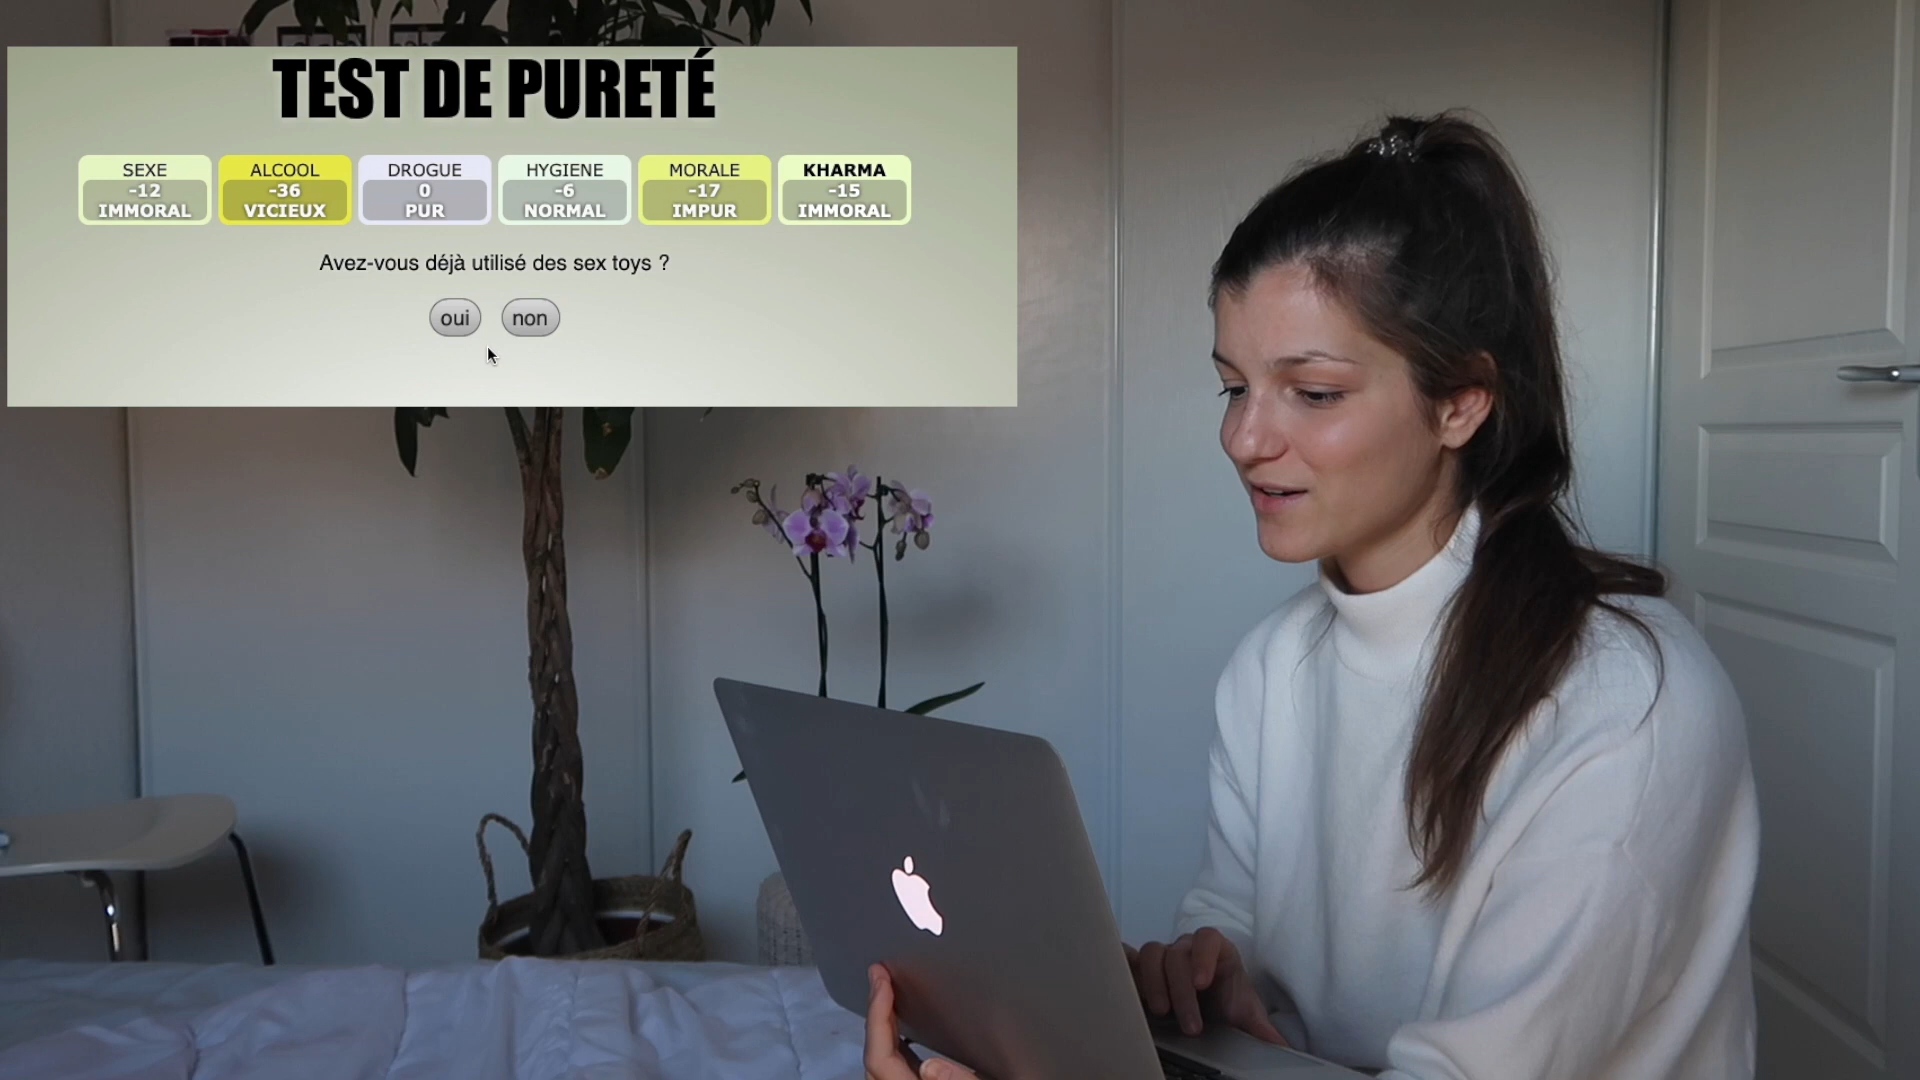 TEST DE PURETÉ
SEXE
-12
IMMORAL
ALCOOL
-36
VICIEUX
DROGUE
0
PUR
HYGIENE
-6
NORMAL
MORALE
-17
IMPUR
KHARMA
-15
IMMORAL
Avez-vous déjà utilisé des sex toys ?
oui non